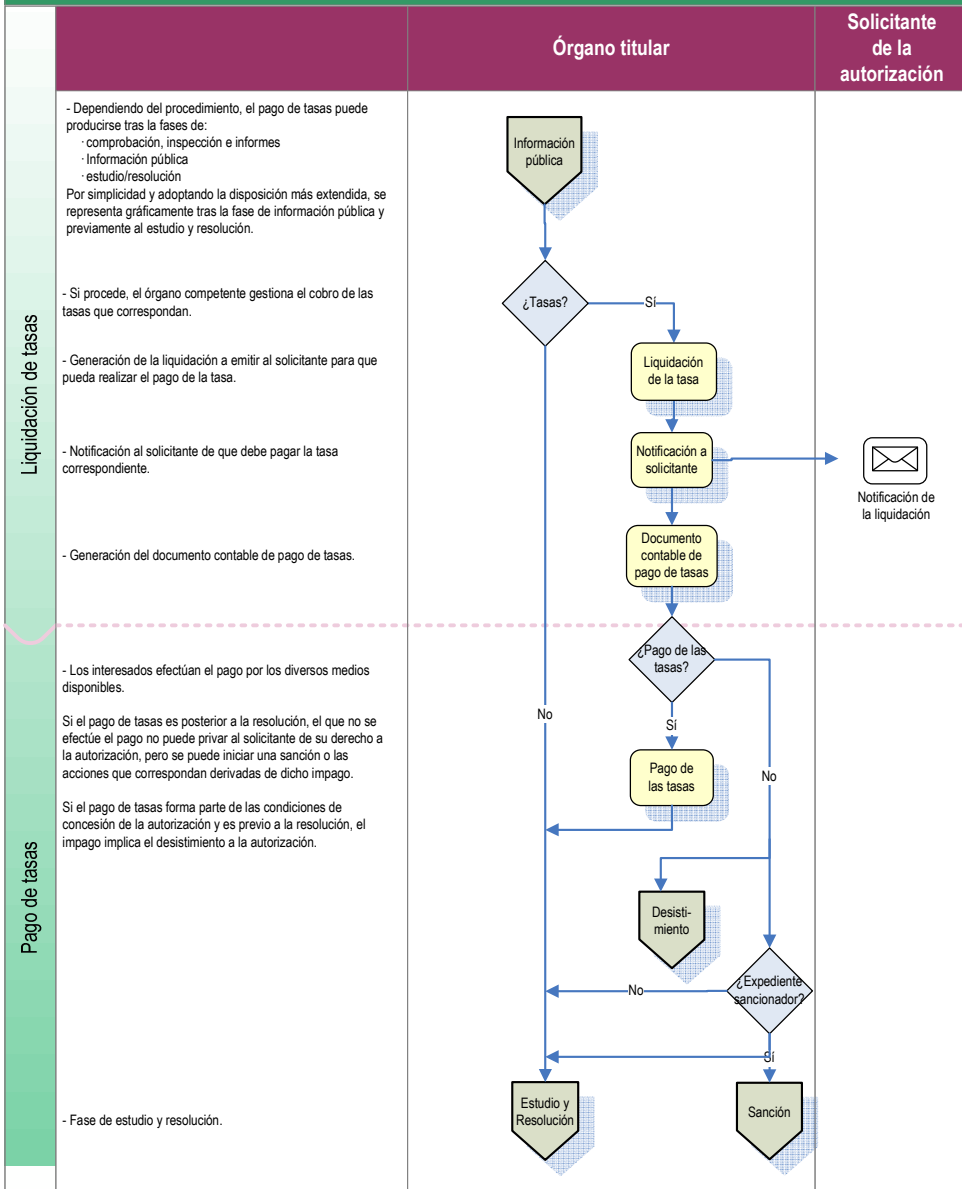 Órgano titular
Solicitante
de la
autorización
Liquidación de tasas
- Dependiendo del procedimiento, el pago de tasas puede
producirse tras la fases de:
· comprobación, inspección e informes
· Información pública
· estudio/resolución
Por simplicidad y adoptando la disposición más extendida, se
representa gráficamente tras la fase de información pública y
previamente al estudio y resolución.
Información
pública
- Si procede, el órgano competente gestiona el cobro de las
tasas que correspondan.
¿Tasas?
Sí
- Generación de la liquidación a emitir al solicitante para que
pueda realizar el pago de la tasa.
Liquidación
de la tasa
- Notificación al solicitante de que debe pagar la tasa
correspondiente.
Notificación a
solicitante
Notificación de
la liquidación
- Generación del documento contable de pago de tasas.
Documento
contable de
pago de tasas
Pago de tasas
- Los interesados efectúan el pago por los diversos medios
disponibles.
Si el pago de tasas es posterior a la resolución, el que no se
efectúe el pago no puede privar al solicitante de su derecho a
la autorización, pero se puede iniciar una sanción o las
acciones que correspondan derivadas de dicho impago.
Si el pago de tasas forma parte de las condiciones de
concesión de la autorización y es previo a la resolución, el
impago implica el desistimiento a la autorización.
¿Pago de las
tasas?
No
Sí
Pago de
las tasas
No
Desisti-
miento
¿Expediente
sancionador?
No
Sí
- Fase de estudio y resolución.
Estudio y
Resolución
Sanción